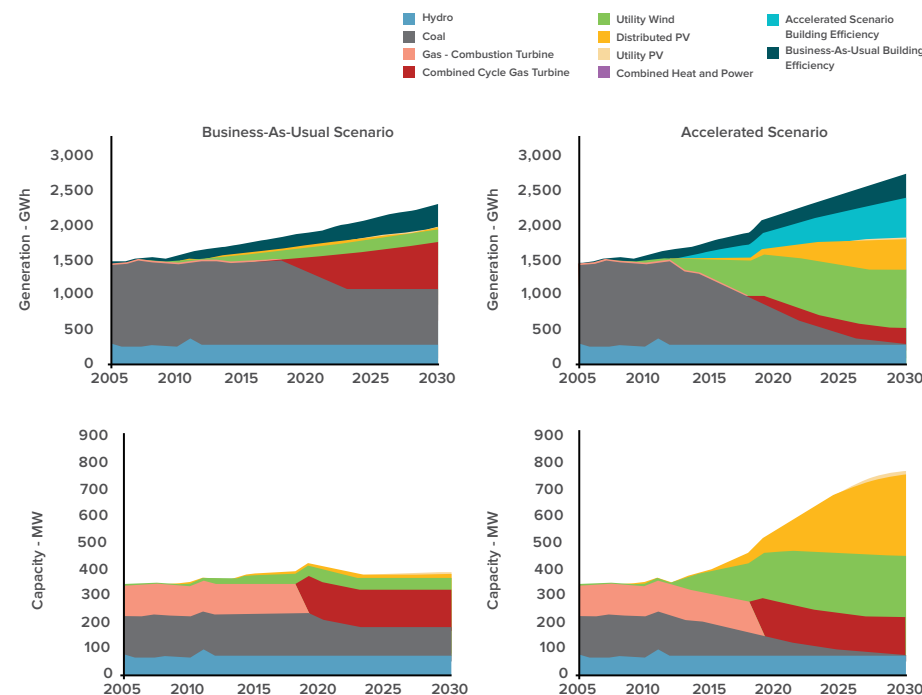 Hydro
Coal
Gas - Combustion Turbine
Combined Cycle Gas Turbine
Utility Wind
Distributed PV
Utility PV
Combined Heat and Power
Accelerated Scenario
Building Efficiency
Business-As-Usual Building
Efficiency
Business-As-Usual Scenario
Generation - GWh
3,000
2,500
2,000
1,500
1,000
500
0
2005 2010 2015 2020 2025 2030
Accelerated Scenario
Generation - GWh
3,000
2,500
2,000
1,500
1,000
500
0
2005 2010 2015 2020 2025 2030
Capacity - MW
900
800
700
600
500
400
300
200
100
0
2005 2010 2015 2020 2025 2030
Capacity - MW
900
800
700
600
500
400
300
200
100
0
2005 2010 2015 2020 2025 2030